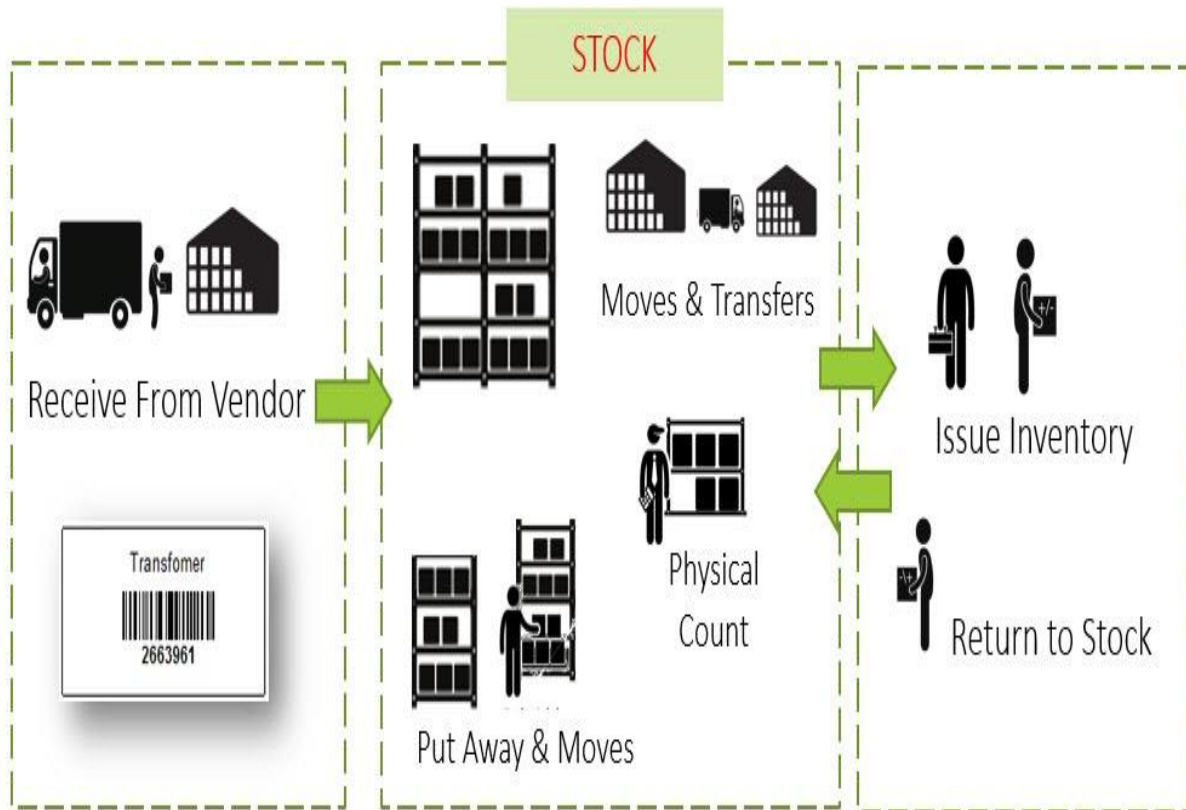 STOCK
Receive From Vendor
Transfomer
2663961
Moves & Transfers
Physical
Count
Put Away & Moves
+/-
Issue Inventory
-\+
Return to Stock